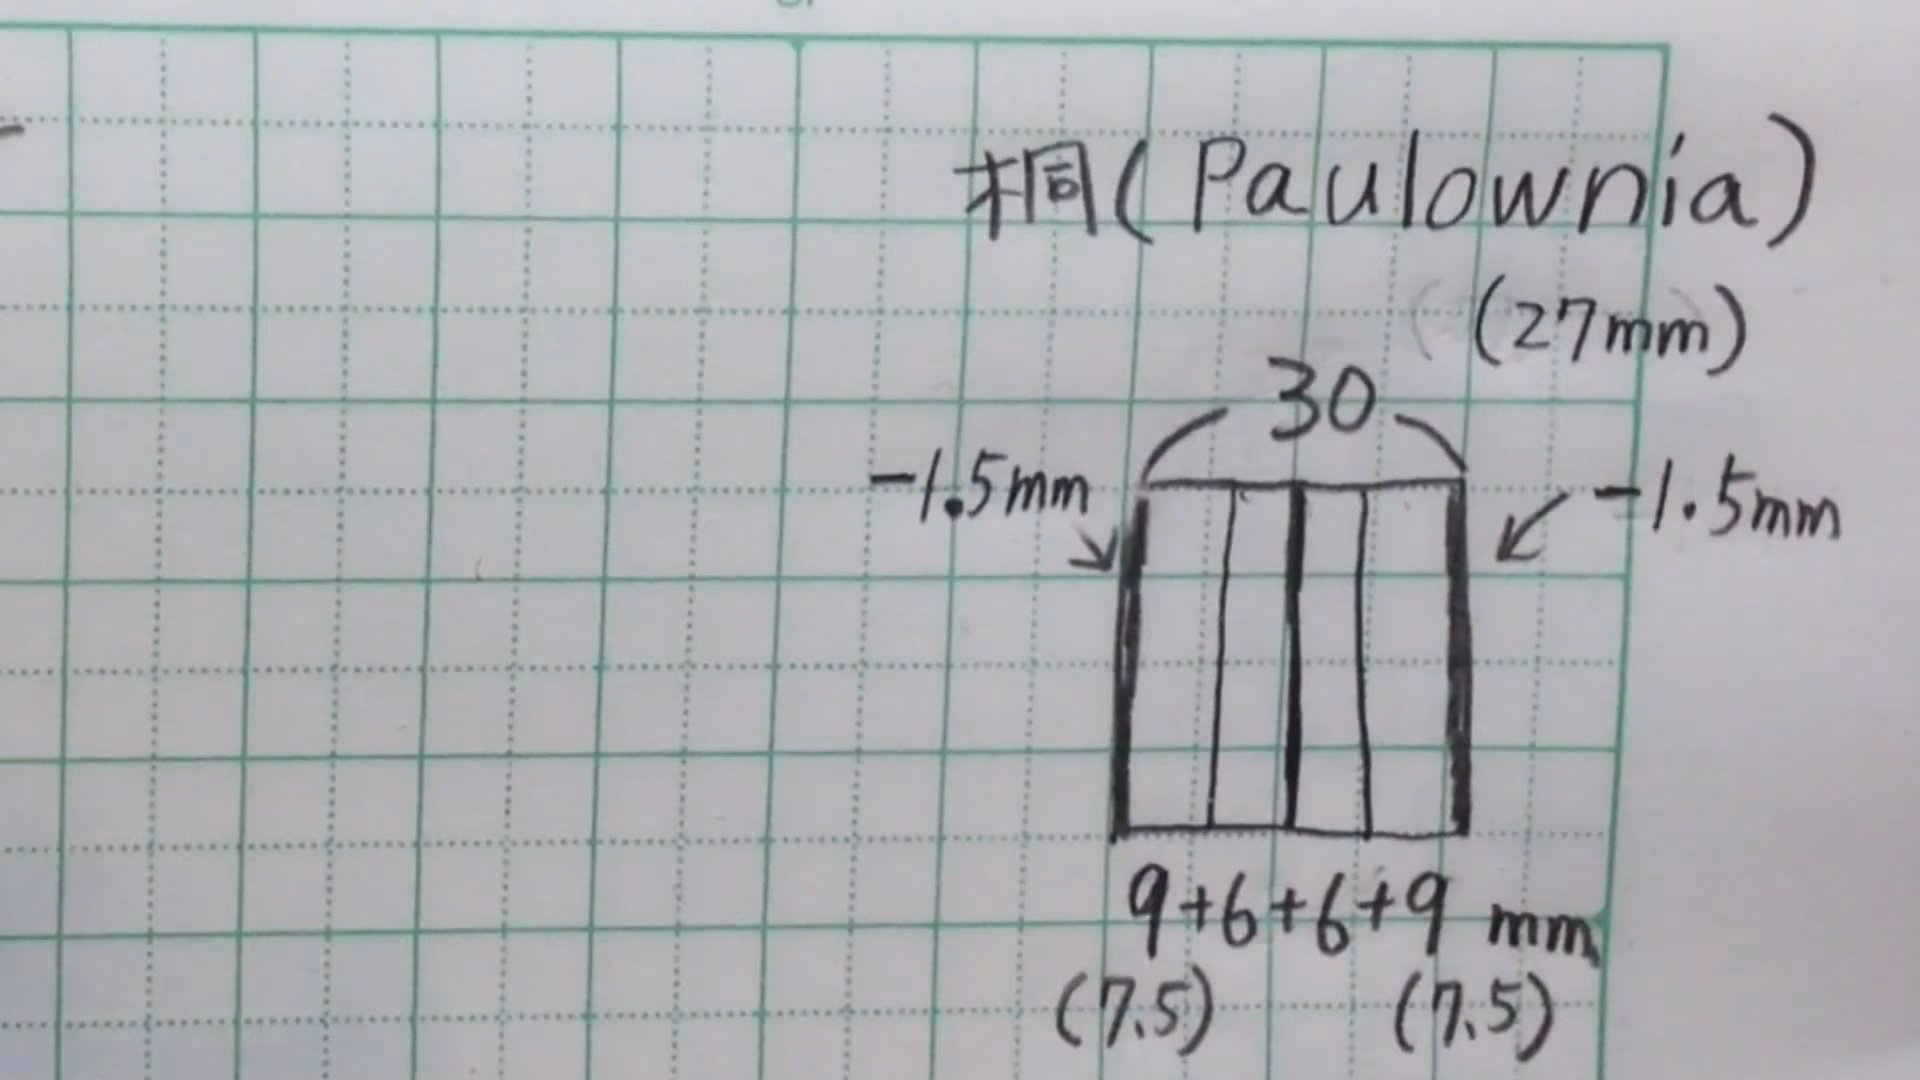 桐(Paulownia)
(27mm)
30
-1.5mm
-1.5mm
9+6+6+9 mm
(7.5) (7.5)